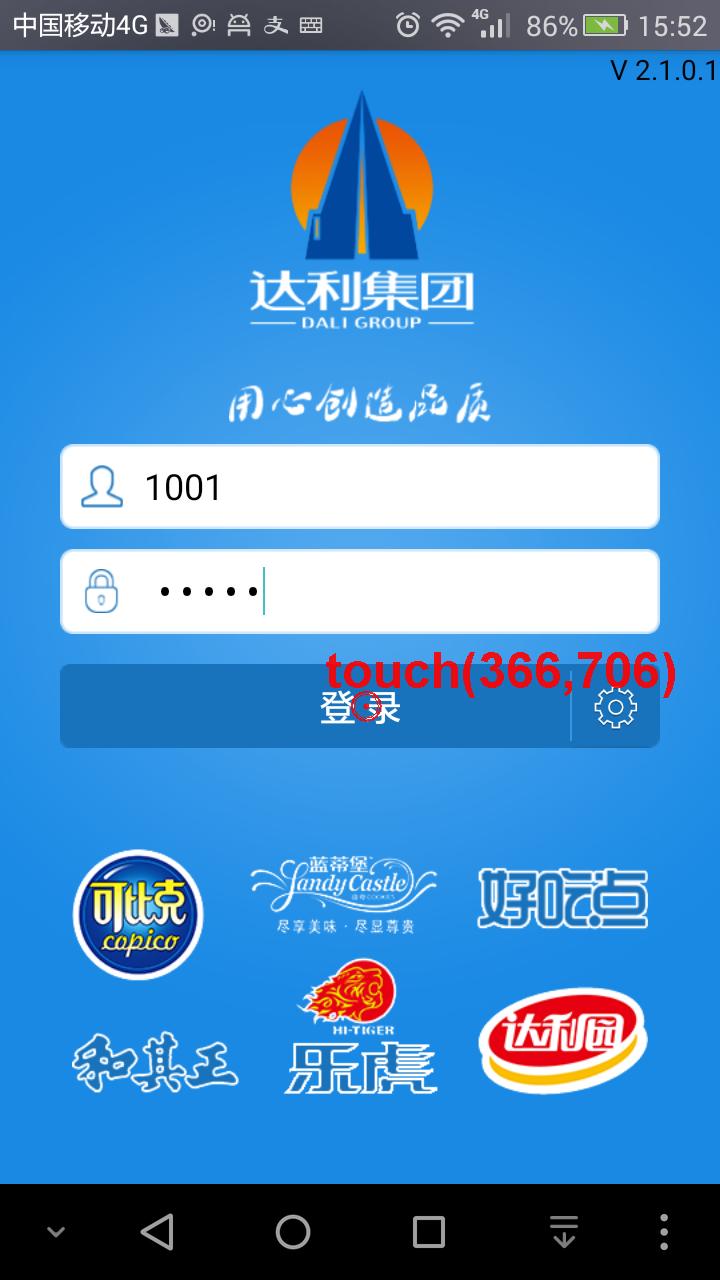 中国移动4G 4G 86% 15:52
V 2.1.0.1
达利集团
DALI GROUP
用心创造品质
1001
•••••
touch(366,706)
登录
可比克
copico
蓝蒂堡
Landy Castle
尽享美味·尽显尊贵
好吃点
HI-TIGER
乐虎
和其正
达利园